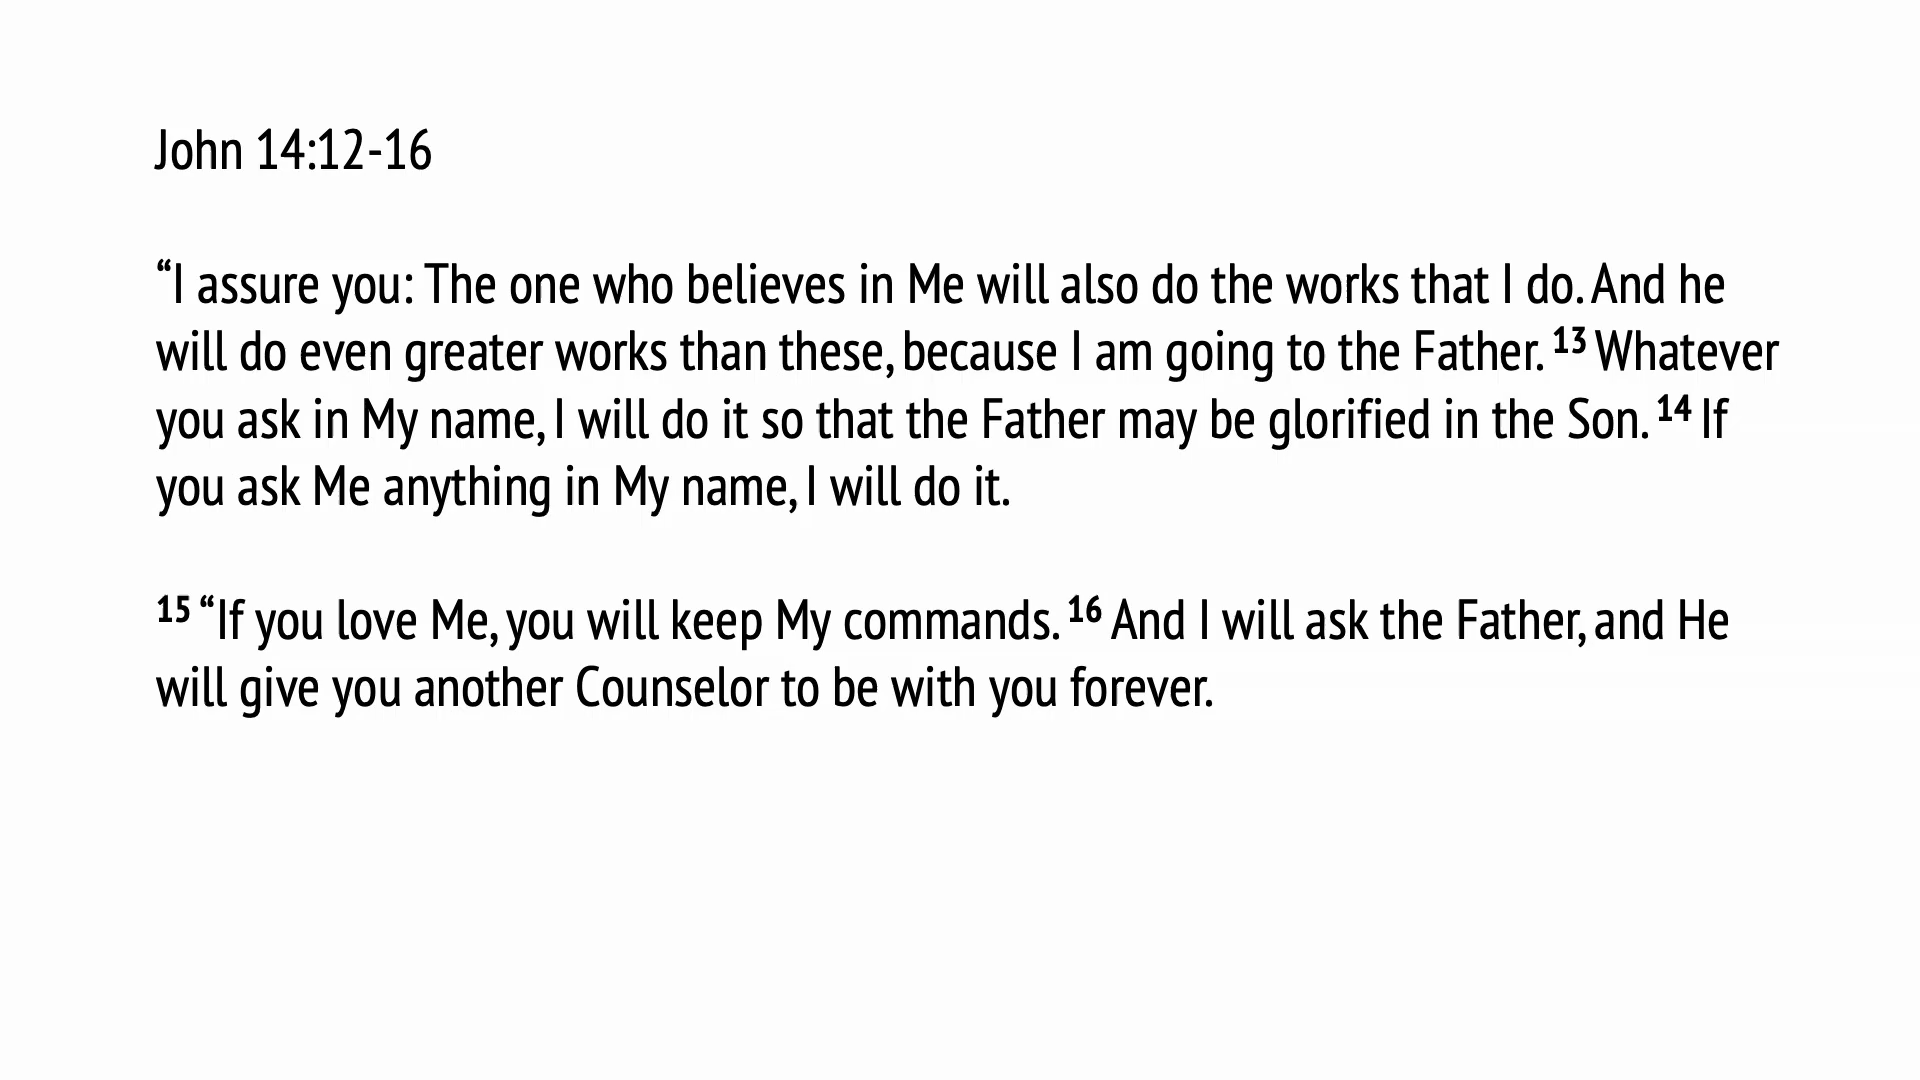 John 14:12-16
“I assure you: The one who believes in Me will also do the works that I do. And he
will do even greater works than these, because I am going to the Father. 13 Whatever
you ask in My name, I will do it so that the Father may be glorified in the Son. 14 If
you ask Me anything in My name, I will do it.
15 “If you love Me, you will keep My commands. 16 And I will ask the Father, and He
will give you another Counselor to be with you forever.